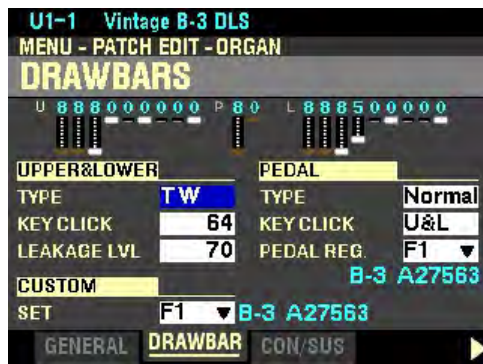 U1-1 Vintage B-3 DLS
MENU - PATCH EDIT - ORGAN
DRAWBARS
U 888000000 P 80 L 888500000
UPPER&LOWER PEDAL
TYPE TW TYPE Normal
KEY CLICK 64 KEY CLICK U&L
LEAKAGE LVL 70 PEDAL REG. F1 ▼
B-3 A27563
CUSTOM
SET F1 ▼ B-3 A27563
GENERAL DRAWBAR CON/SUS